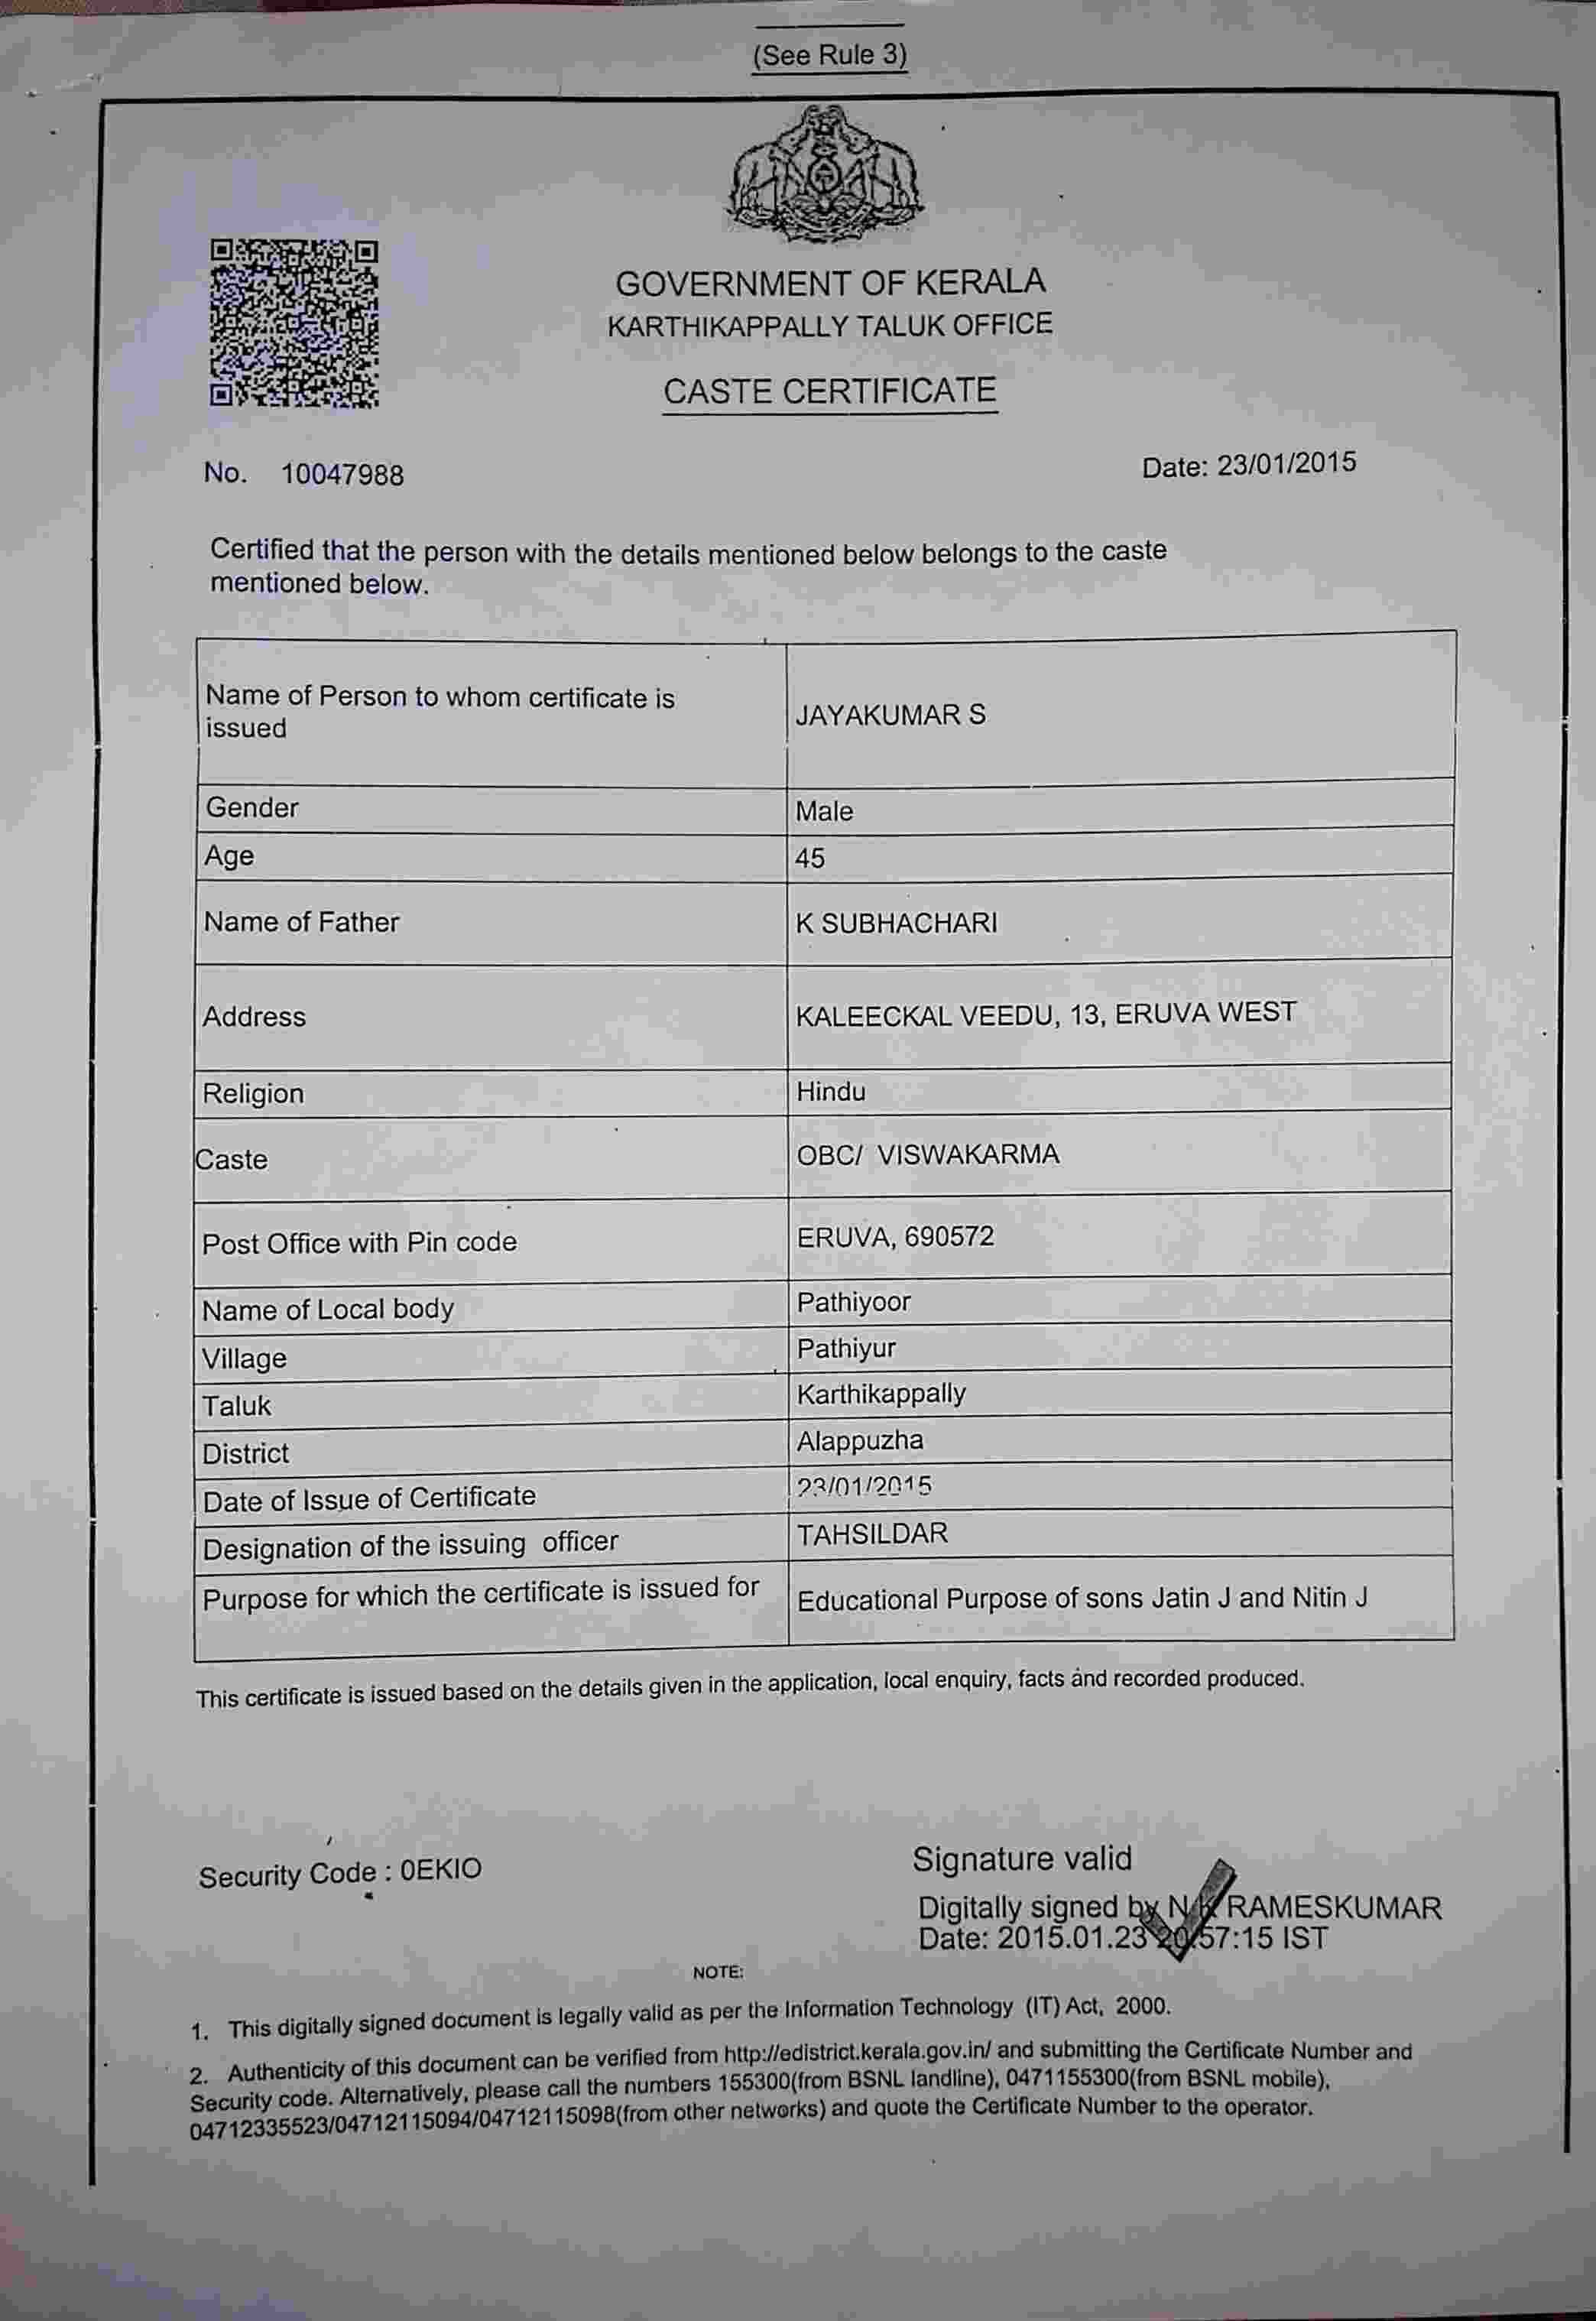 (See Rule 3)
GOVERNMENT OF KERALA
KARTHIKAPPALLY TALUK OFFICE
CASTE CERTIFICATE
No. 10047988 Date: 23/01/2015
Certified that the person with the details mentioned below belongs to the caste
mentioned below.
Name of Person to whom certificate is
issued JAYAKUMAR S
Gender Male
Age 45
Name of Father K SUBHACHARI
Address KALEECKAL VEEDU, 13, ERUVA WEST
Religion Hindu
Caste OBC/ VISWAKARMA
Post Office with Pin code ERUVA, 690572
Name of Local body Pathiyoor
Village Pathiyur
Taluk Karthikappally
District Alappuzha
Date of Issue of Certificate 23/01/2015
Designation of the issuing officer TAHSILDAR
Purpose for which the certificate is issued for Educational Purpose of sons Jatin J and Nitin J
This certificate is issued based on the details given in the application, local enquiry, facts and recorded produced.
Security Code : 0EKIO
Signature valid
Digitally signed by N K RAMESKUMAR
Date: 2015.01.23 20:57:15 IST
NOTE:
1. This digitally signed document is legally valid as per the Information Technology (IT) Act, 2000.
2. Authenticity of this document can be verified from http://edistrict.kerala.gov.in/ and submitting the Certificate Number and
Security code. Alternatively, please call the numbers 155300(from BSNL landline), 0471155300(from BSNL mobile),
04712335523/04712115094/04712115098(from other networks) and quote the Certificate Number to the operator.